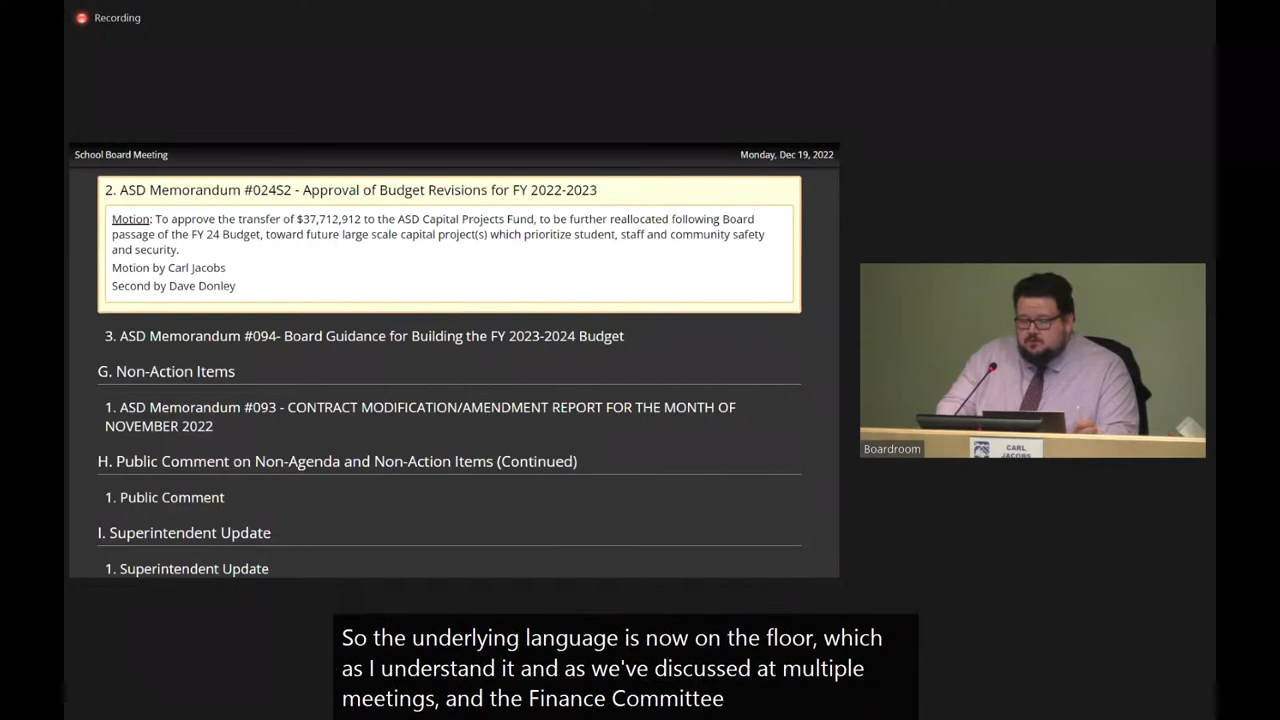 Recording
School Board Meeting
Monday, Dec 19, 2022
2. ASD Memorandum #024S2 - Approval of Budget Revisions for FY 2022-2023
Motion: To approve the transfer of $37,712,912 to the ASD Capital Projects Fund, to be further reallocated following Board
passage of the FY 24 Budget, toward future large scale capital project(s) which prioritize student, staff and community safety
and security.
Motion by Carl Jacobs
Second by Dave Donley
3. ASD Memorandum #094- Board Guidance for Building the FY 2023-2024 Budget
G. Non-Action Items
1. ASD Memorandum #093 - CONTRACT MODIFICATION/AMENDMENT REPORT FOR THE MONTH OF
NOVEMBER 2022
H. Public Comment on Non-Agenda and Non-Action Items (Continued)
1. Public Comment
I. Superintendent Update
1. Superintendent Update
Boardroom
CARL
JACOBS
So the underlying language is now on the floor, which
as I understand it and as we've discussed at multiple
meetings, and the Finance Committee